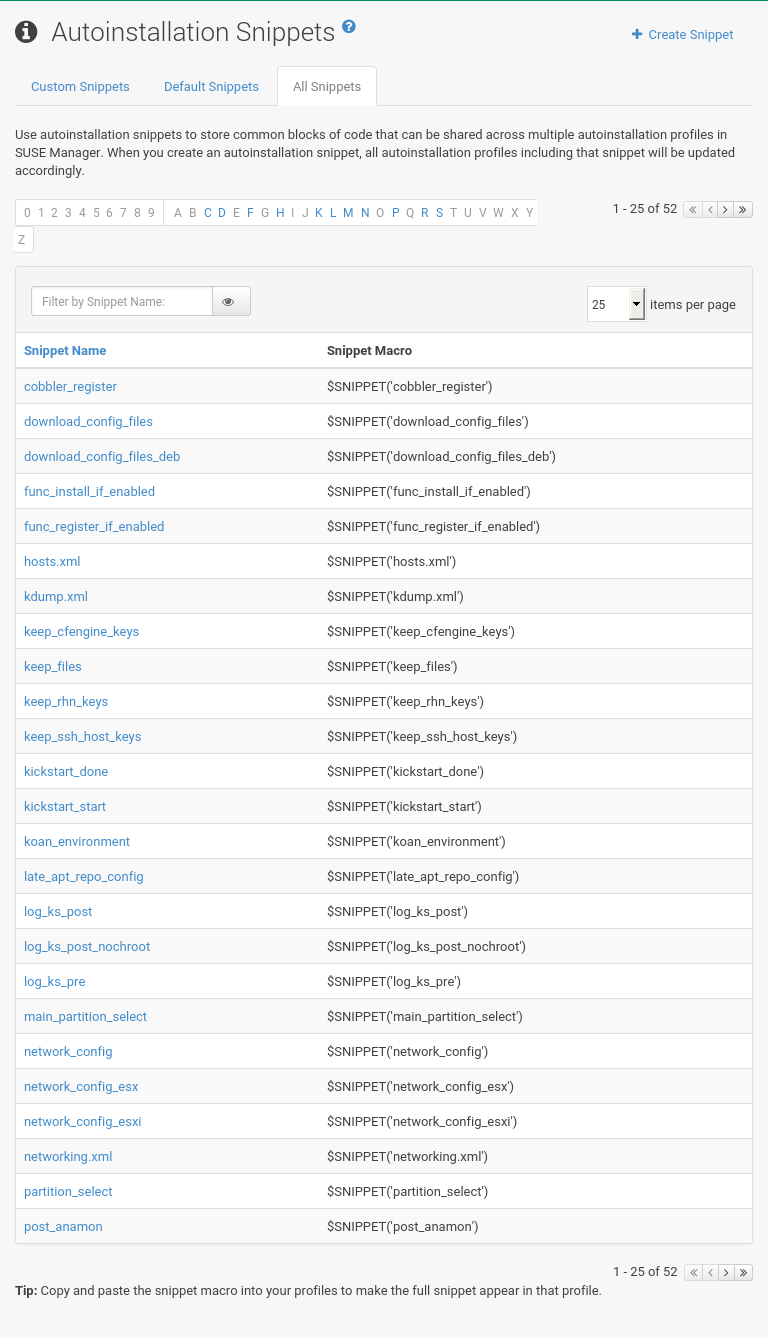 Autoinstallation Snippets ?
+ Create Snippet
Custom Snippets Default Snippets All Snippets
Use autoinstallation snippets to store common blocks of code that can be shared across multiple autoinstallation profiles in
SUSE Manager. When you create an autoinstallation snippet, all autoinstallation profiles including that snippet will be updated
accordingly.
0 1 2 3 4 5 6 7 8 9 A B C D E F G H I J K L M N O P Q R S T U V W X Y
Z
1 - 25 of 52
Filter by Snippet Name:
25 items per page
Snippet Name Snippet Macro
cobbler_register $SNIPPET('cobbler_register')
download_config_files $SNIPPET('download_config_files')
download_config_files_deb $SNIPPET('download_config_files_deb')
func_install_if_enabled $SNIPPET('func_install_if_enabled')
func_register_if_enabled $SNIPPET('func_register_if_enabled')
hosts.xml $SNIPPET('hosts.xml')
kdump.xml $SNIPPET('kdump.xml')
keep_cfengine_keys $SNIPPET('keep_cfengine_keys')
keep_files $SNIPPET('keep_files')
keep_rhn_keys $SNIPPET('keep_rhn_keys')
keep_ssh_host_keys $SNIPPET('keep_ssh_host_keys')
kickstart_done $SNIPPET('kickstart_done')
kickstart_start $SNIPPET('kickstart_start')
koan_environment $SNIPPET('koan_environment')
late_apt_repo_config $SNIPPET('late_apt_repo_config')
log_ks_post $SNIPPET('log_ks_post')
log_ks_post_nochroot $SNIPPET('log_ks_post_nochroot')
log_ks_pre $SNIPPET('log_ks_pre')
main_partition_select $SNIPPET('main_partition_select')
network_config $SNIPPET('network_config')
network_config_esx $SNIPPET('network_config_esx')
network_config_esxi $SNIPPET('network_config_esxi')
networking.xml $SNIPPET('networking.xml')
partition_select $SNIPPET('partition_select')
post_anamon $SNIPPET('post_anamon')
1 - 25 of 52
Tip: Copy and paste the snippet macro into your profiles to make the full snippet appear in that profile.